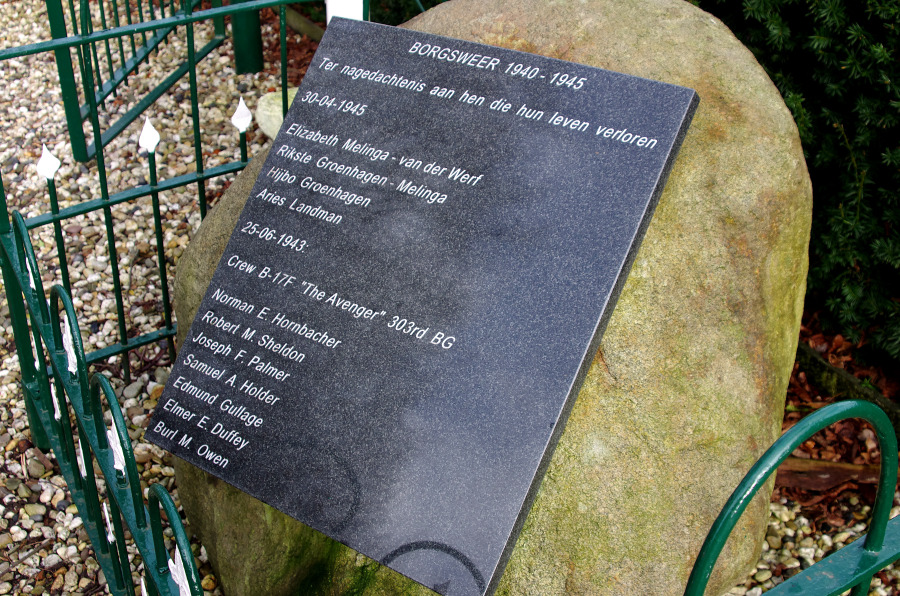 BORGSWEER 1940 - 1945
Ter nagedachtenis aan hen die hun leven verloren
30-04-1945
Elizabeth Melinga - van der Werf
Rikste Groenhagen - Melinga
Hijbo Groenhagen
Aries Landman
25-06-1943:
Crew B-17F "The Avenger" 303rd BG
Norman E. Hornbacher
Robert M. Sheldon
Joseph F. Palmer
Samuel A. Holder
Edmund Gullage
Elmer E. Duffey
Burl M. Owen